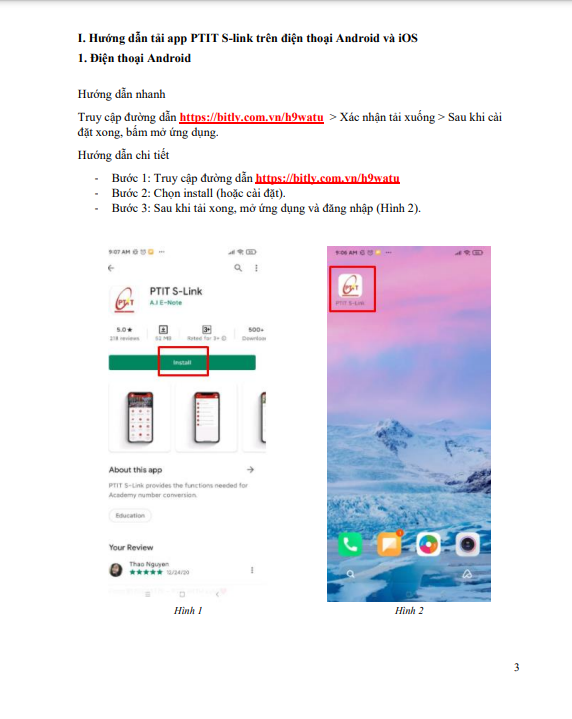 I. Hướng dẫn tải app PTIT S-link trên điện thoại Android và iOS
1. Điện thoại Android
Hướng dẫn nhanh
Truy cập đường dẫn https://bitly.com.vn/h9watu > Xác nhận tải xuống > Sau khi cài
đặt xong, bấm mở ứng dụng.
Hướng dẫn chi tiết
- Bước 1: Truy cập đường dẫn https://bitly.com.vn/h9watu
- Bước 2: Chọn install (hoặc cài đặt).
- Bước 3: Sau khi tải xong, mở ứng dụng và đăng nhập (Hình 2).
9:07 AM
PTIT S-Link
A.I E-Note
PTIT
5.0★
218 reviews
52 MB
3+
Rated for 3+
500+
Downloads
Install
About this app
PTIT S-Link provides the functions needed for
Academy number conversion.
Education
Your Review
Thao Nguyen
★★★★★ 12/24/20
Hình 1
9:06 AM
PTIT
PTIT S-Link
Hình 2
3